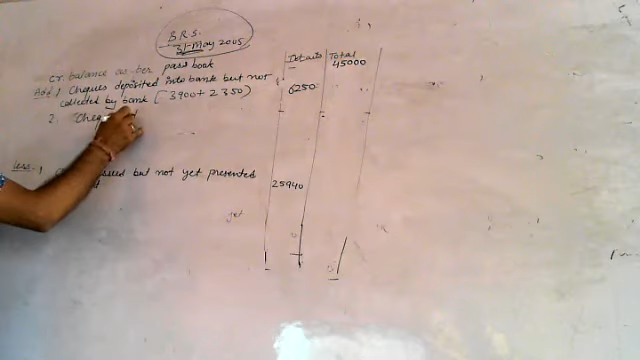 B.R.S.
31-May 2005
Details Total
Cr. balance as per pass book 45000
Add 1 Cheques deposited into bank but not
collected by bank (3900+2350) 6250
2. Cheq
Less: 1 issued but not yet presented
25940